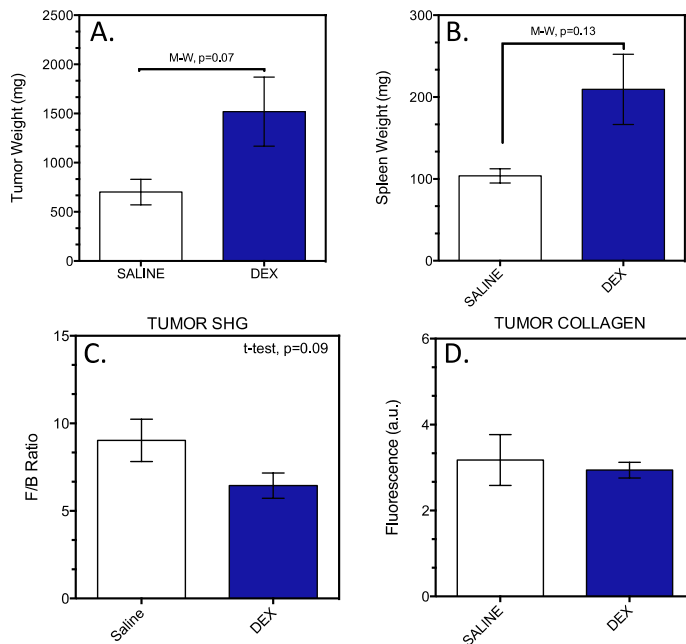 A.
M-W, p=0.07
Tumor Weight (mg)
2500
2000
1500
1000
500
0
SALINE
DEX
B.
M-W, p=0.13
Spleen Weight (mg)
300
200
100
0
SALINE
DEX
TUMOR SHG
C.
t-test, p=0.09
F/B Ratio
15
10
5
0
Saline
DEX
TUMOR COLLAGEN
D.
Fluorescence (a.u.)
6
4
2
0
SALINE
DEX